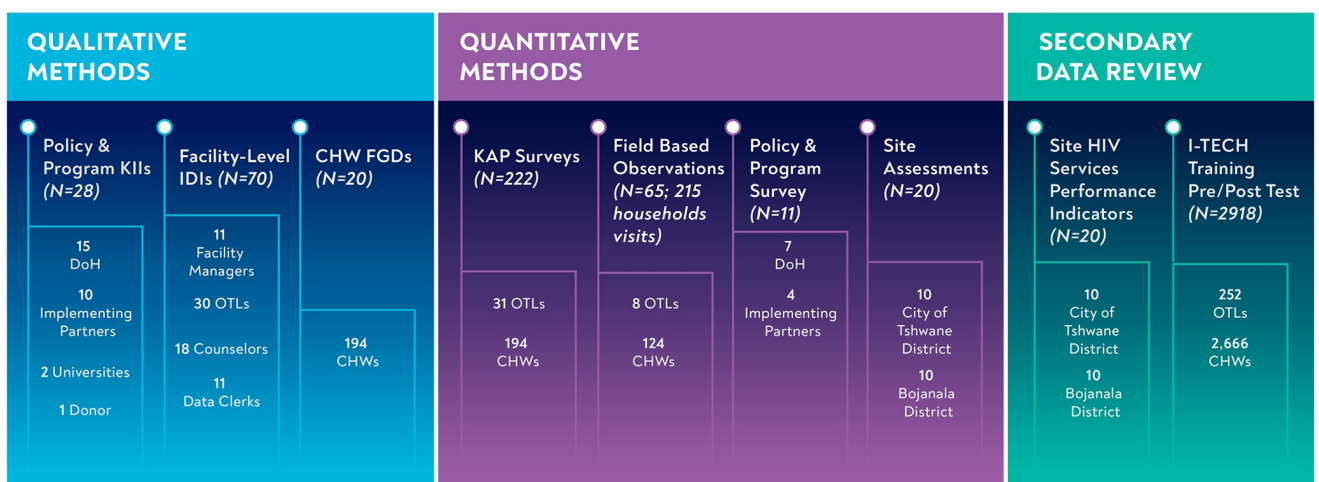 QUALITATIVE
METHODS
Policy &
Program KIIs
(N=28)
15
DoH
10
Implementing
Partners
2 Universities
1 Donor
Facility-Level
IDIs (N=70)
11
Facility
Managers
30 OTLs
18 Counselors
11
Data Clerks
CHW FGDs
(N=20)
194
CHWs
QUANTITATIVE
METHODS
KAP Surveys
(N=222)
31 OTLs
194
CHWs
Field Based
Observations
(N=65; 215
households
visits)
8 OTLs
124
CHWs
Policy &
Program
Survey
(N=11)
7
DoH
4
Implementing
Partners
Site
Assessments
(N=20)
10
City of
Tshwane
District
10
Bojanala
District
SECONDARY
DATA REVIEW
Site HIV
Services
Performance
Indicators
(N=20)
10
City of
Tshwane
District
10
Bojanala
District
I-TECH
Training
Pre/Post Test
(N=2918)
252
OTLs
2,666
CHWs